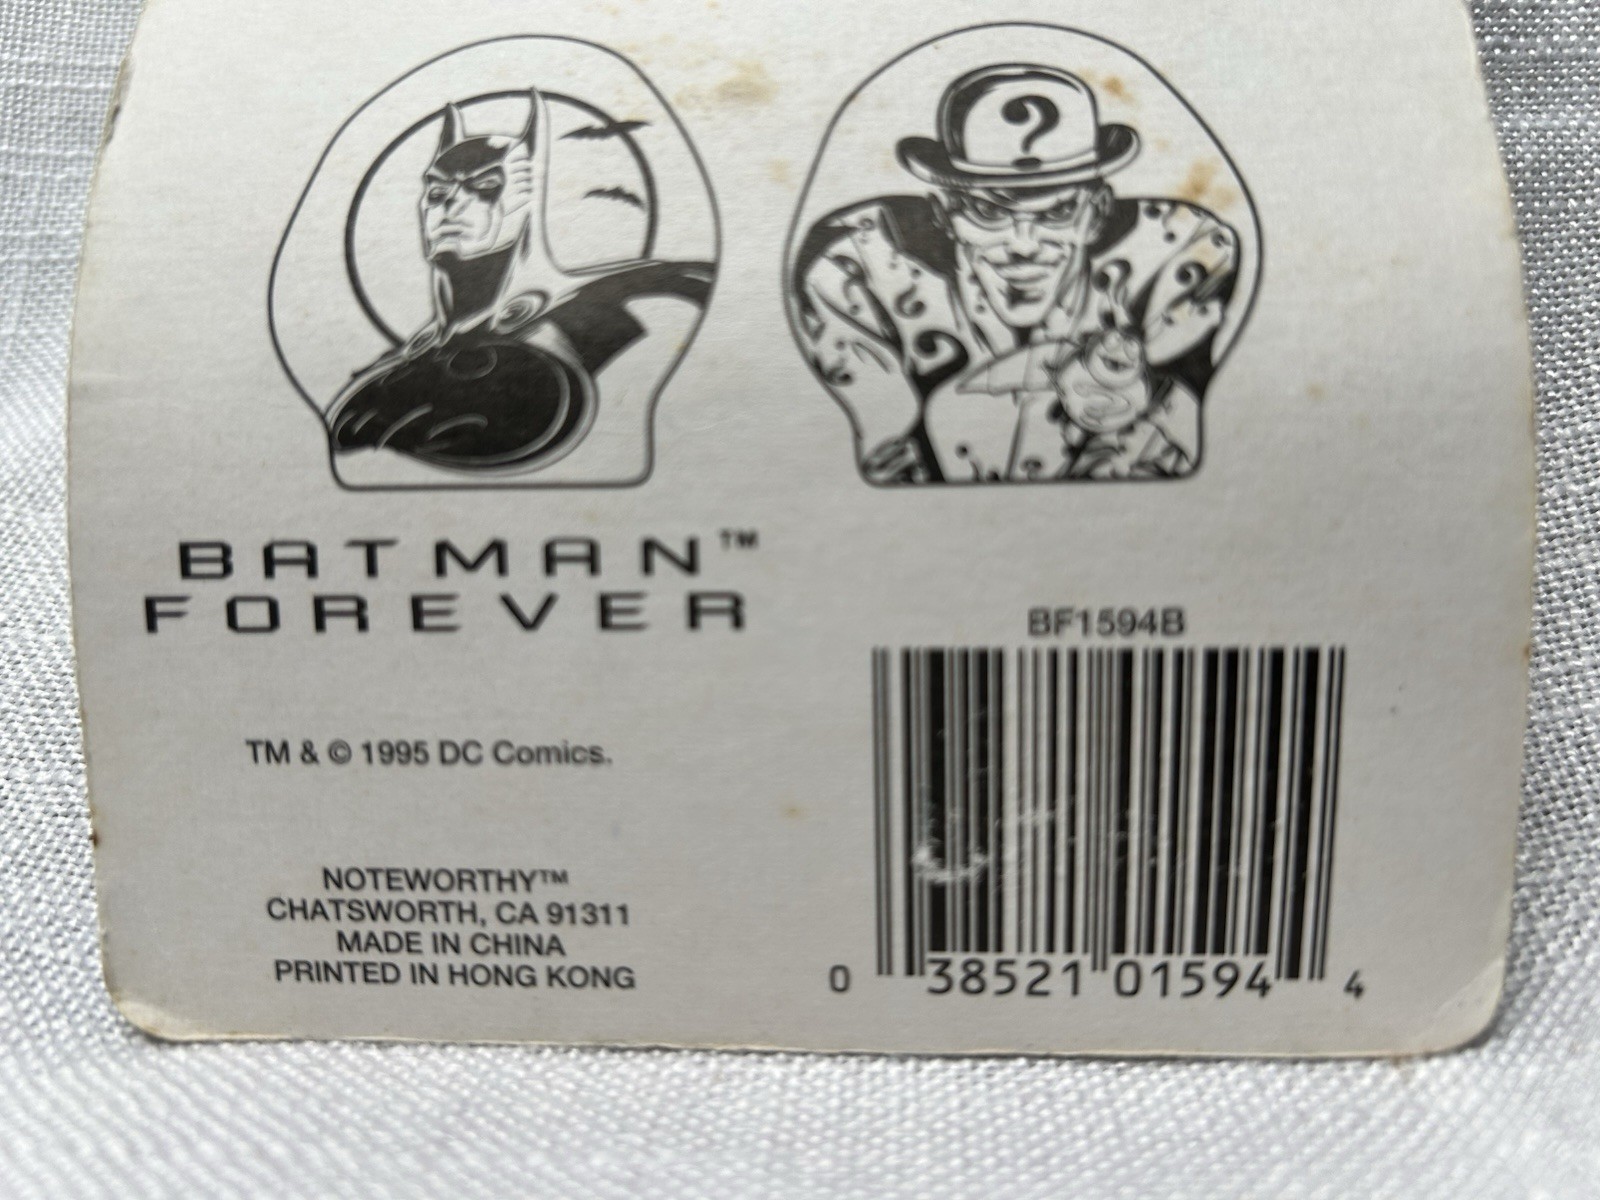 ?
BATMAN™
FOREVER
BF1594B
TM & © 1995 DC Comics.
NOTEWORTHY™
CHATSWORTH, CA 91311
MADE IN CHINA
PRINTED IN HONG KONG
0 38521 01594 4